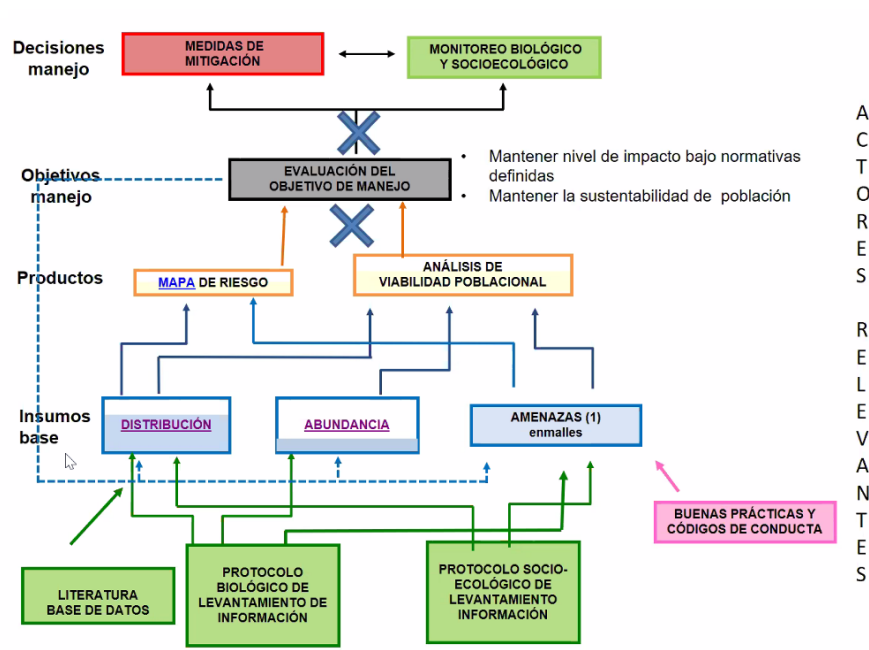 Decisiones
manejo
MEDIDAS DE
MITIGACIÓN
MONITOREO BIOLÓGICO
Y SOCIOECOLÓGICO
Objetivos
manejo
EVALUACIÓN DEL
OBJETIVO DE MANEJO
• Mantener nivel de impacto bajo normativas
definidas
• Mantener la sustentabilidad de población
Productos
MAPA DE RIESGO
ANÁLISIS DE
VIABILIDAD POBLACIONAL
Insumos
base
DISTRIBUCIÓN
ABUNDANCIA
AMENAZAS (1)
enmalles
BUENAS PRÁCTICAS Y
CÓDIGOS DE CONDUCTA
LITERATURA
BASE DE DATOS
PROTOCOLO
BIOLÓGICO DE
LEVANTAMIENTO DE
INFORMACIÓN
PROTOCOLO SOCIO-
ECOLÓGICO DE
LEVANTAMIENTO
INFORMACIÓN
ACTORES
RELEVANTES